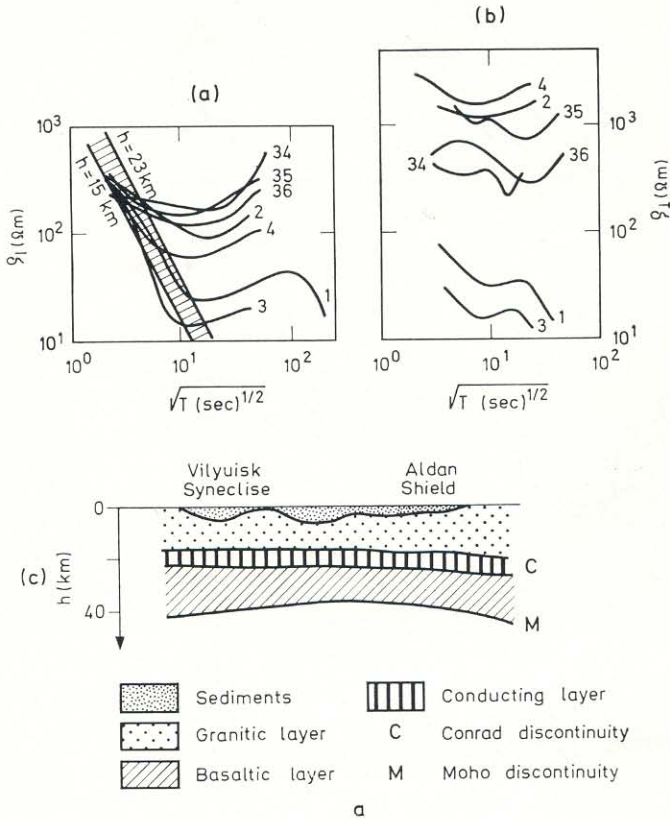 (a)
(b)
10³
10²
10¹
ρ₁(Ωm)
h = 23 km
h = 15 km
34
35
36
2
4
1
3
10⁰
10¹
10²
√T (sec)^1/2
4
2
35
36
34
1
3
10³
10²
10¹
10⁰
10¹
10²
√T (sec)^1/2
Vilyuisk
Syneclise
Aldan
Shield
(c)
h (km)
0
40
C
M
Sediments
Granitic layer
Basaltic layer
Conducting layer
C Conrad discontinuity
M Moho discontinuity
a